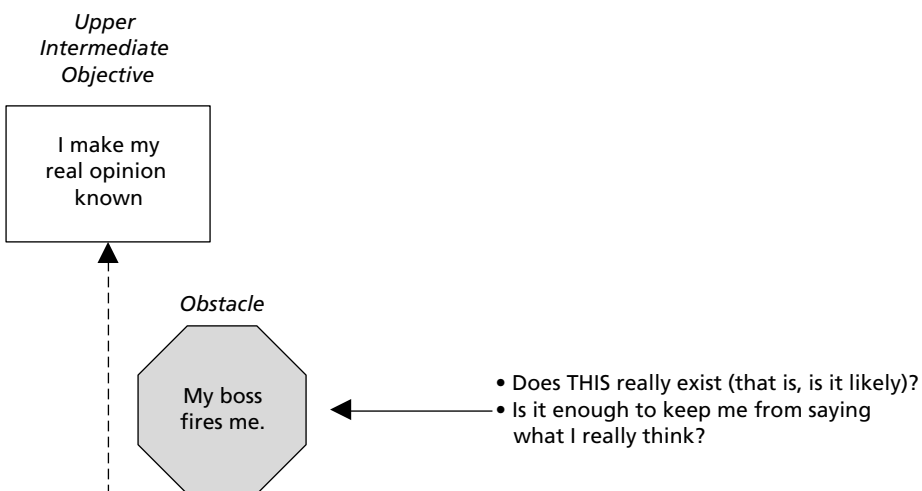 Upper
Intermediate
Objective
I make my
real opinion
known
Obstacle
My boss
fires me.
• Does THIS really exist (that is, is it likely)?
• Is it enough to keep me from saying
what I really think?